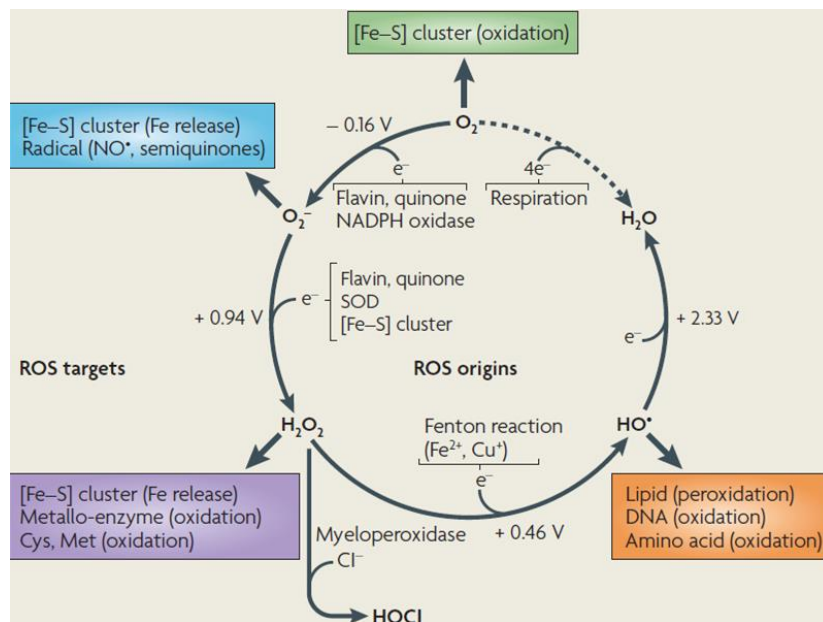 [Fe–S] cluster (oxidation)
[Fe–S] cluster (Fe release)
Radical (NO•, semiquinones)
– 0.16 V
O₂
e⁻
4e⁻
Flavin, quinone
NADPH oxidase
Respiration
O₂⁻
H₂O
Flavin, quinone
e⁻
SOD
[Fe–S] cluster
+ 0.94 V
+ 2.33 V
e⁻
ROS targets
ROS origins
H₂O₂
Fenton reaction
(Fe²⁺, Cu⁺)
e⁻
HO•
+ 0.46 V
[Fe–S] cluster (Fe release)
Metallo-enzyme (oxidation)
Cys, Met (oxidation)
Myeloperoxidase
Cl⁻
HOCl
Lipid (peroxidation)
DNA (oxidation)
Amino acid (oxidation)